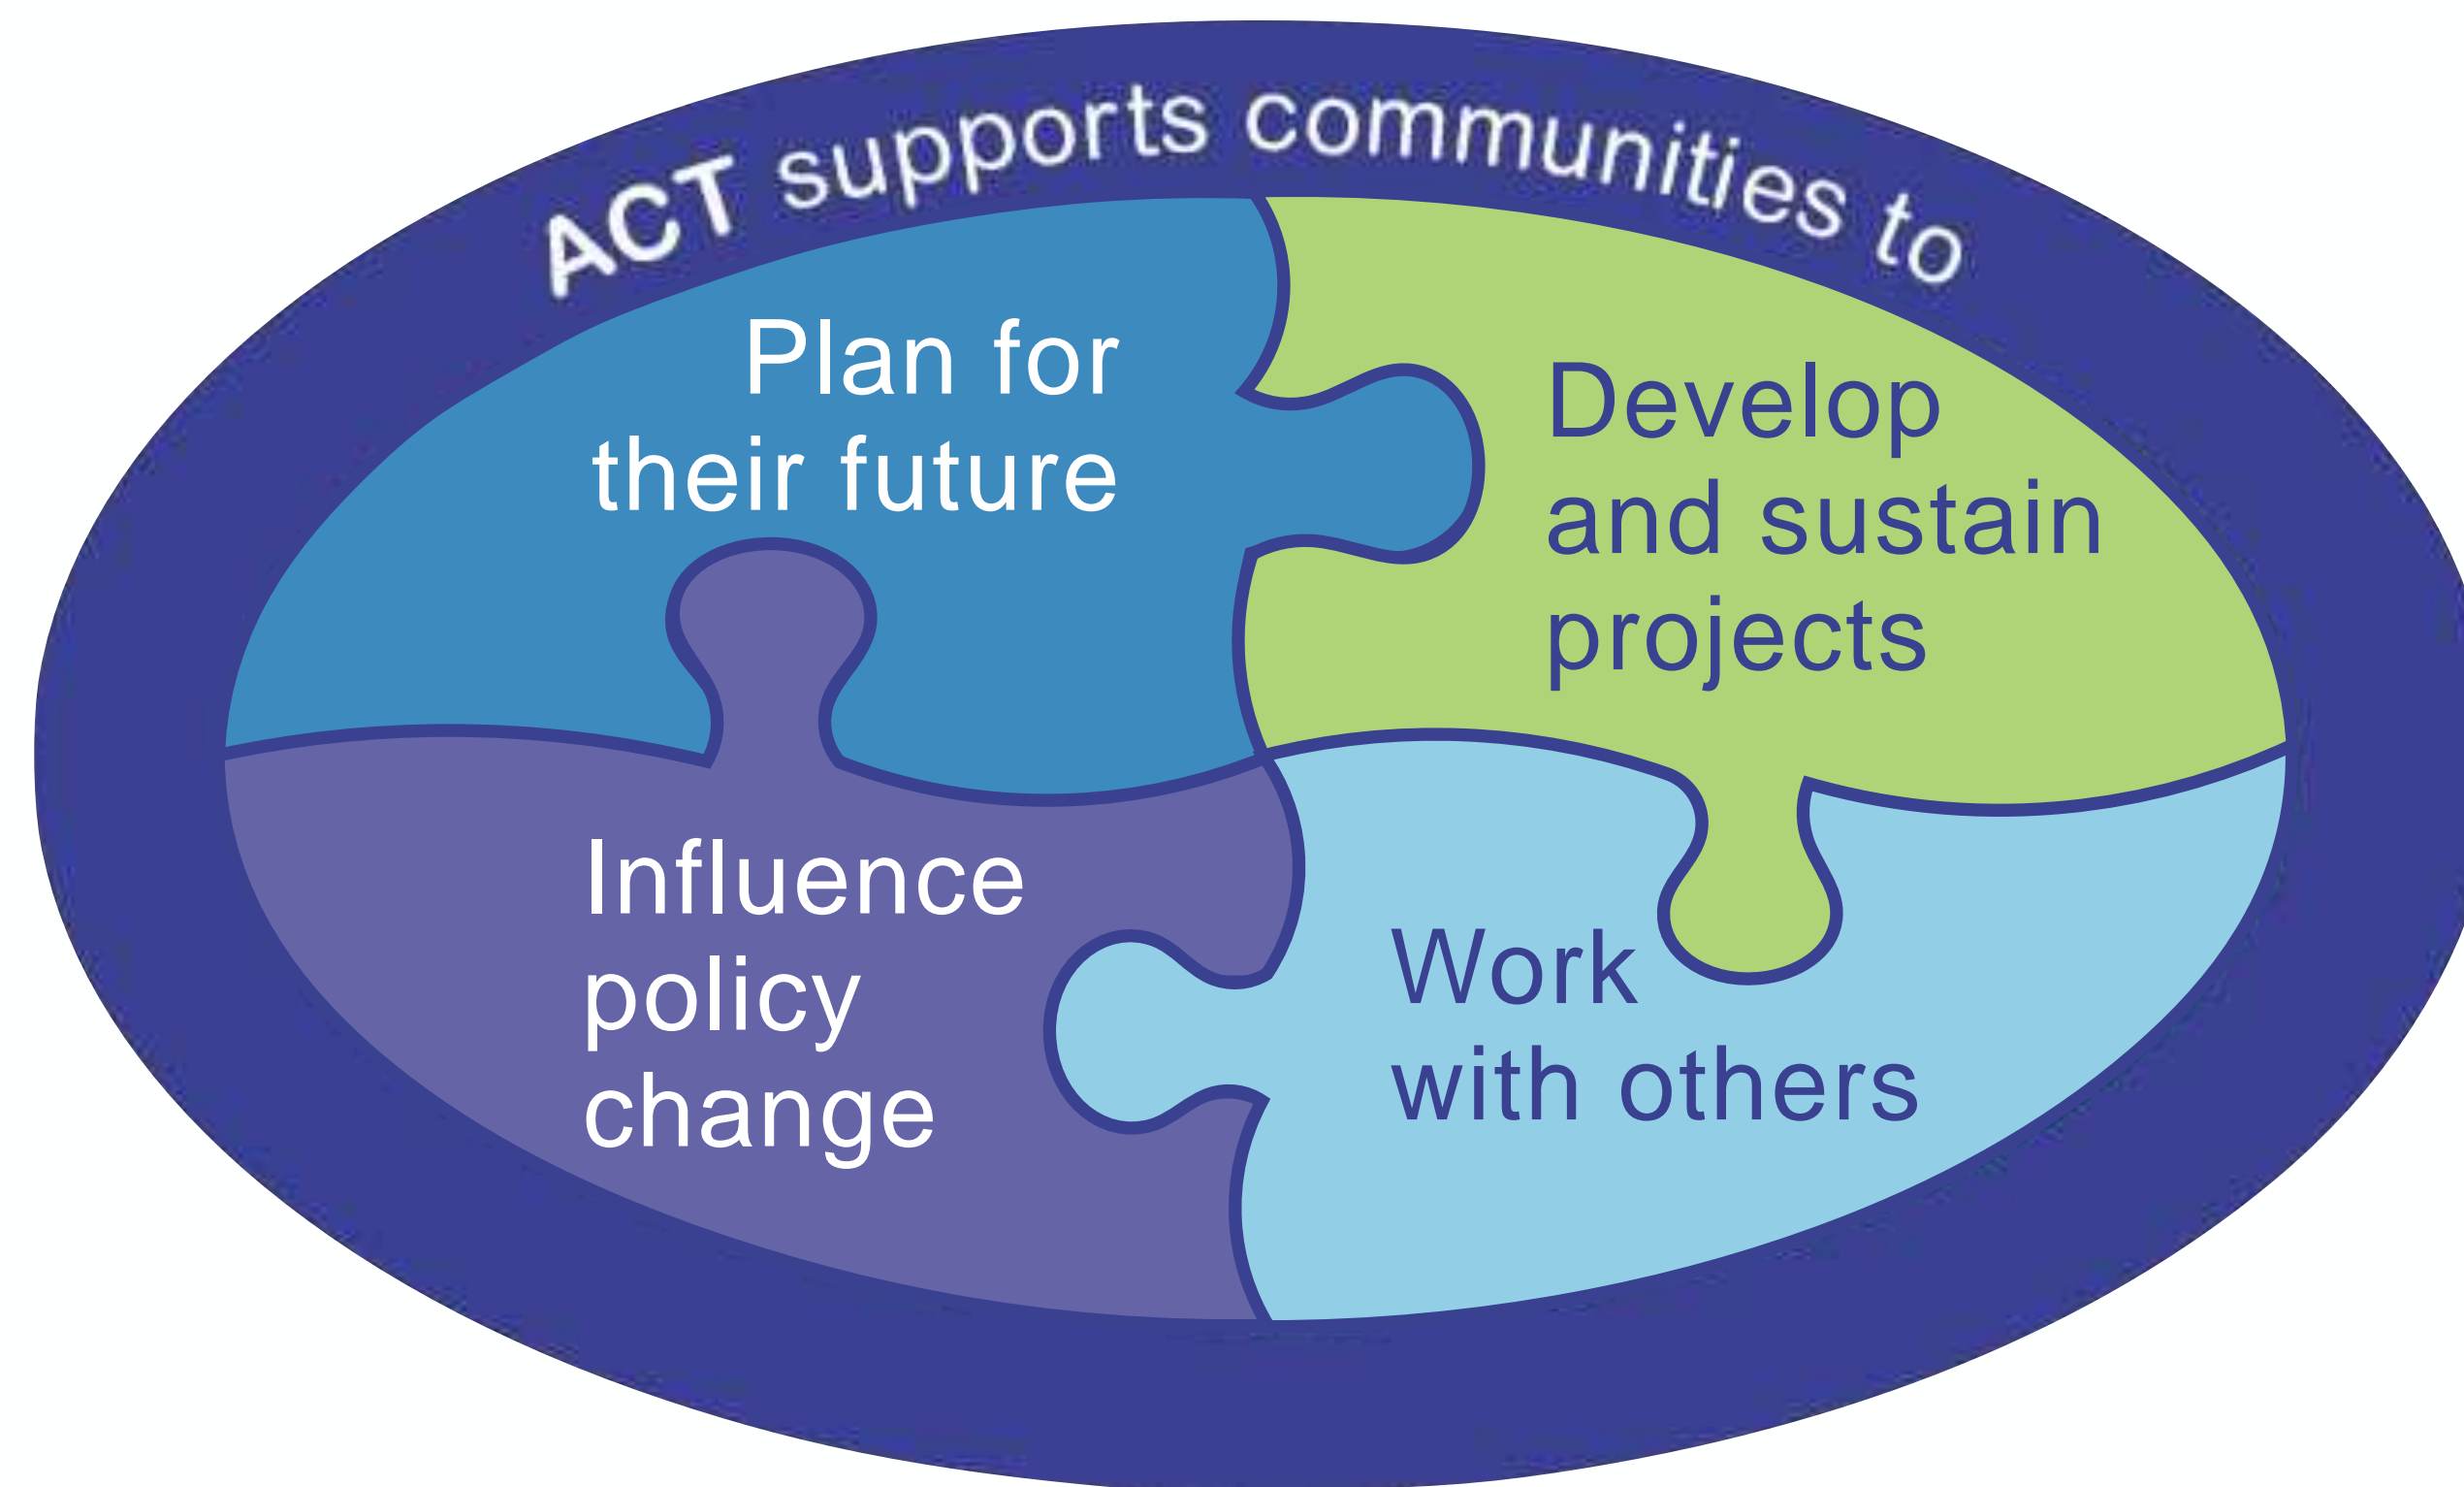 ACT supports communities to
Plan for
their future
Develop
and sustain
projects
Influence
policy
change
Work
with others